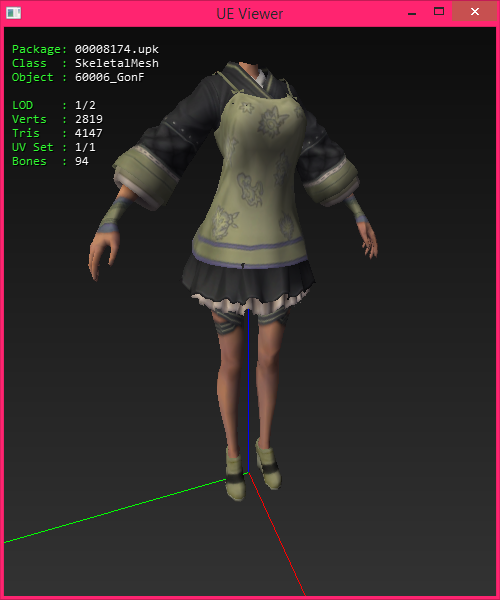 UE Viewer
Package: 00008174.upk
Class : SkeletalMesh
Object : 60006_GonF
LOD : 1/2
Verts : 2819
Tris : 4147
UV Set : 1/1
Bones : 94